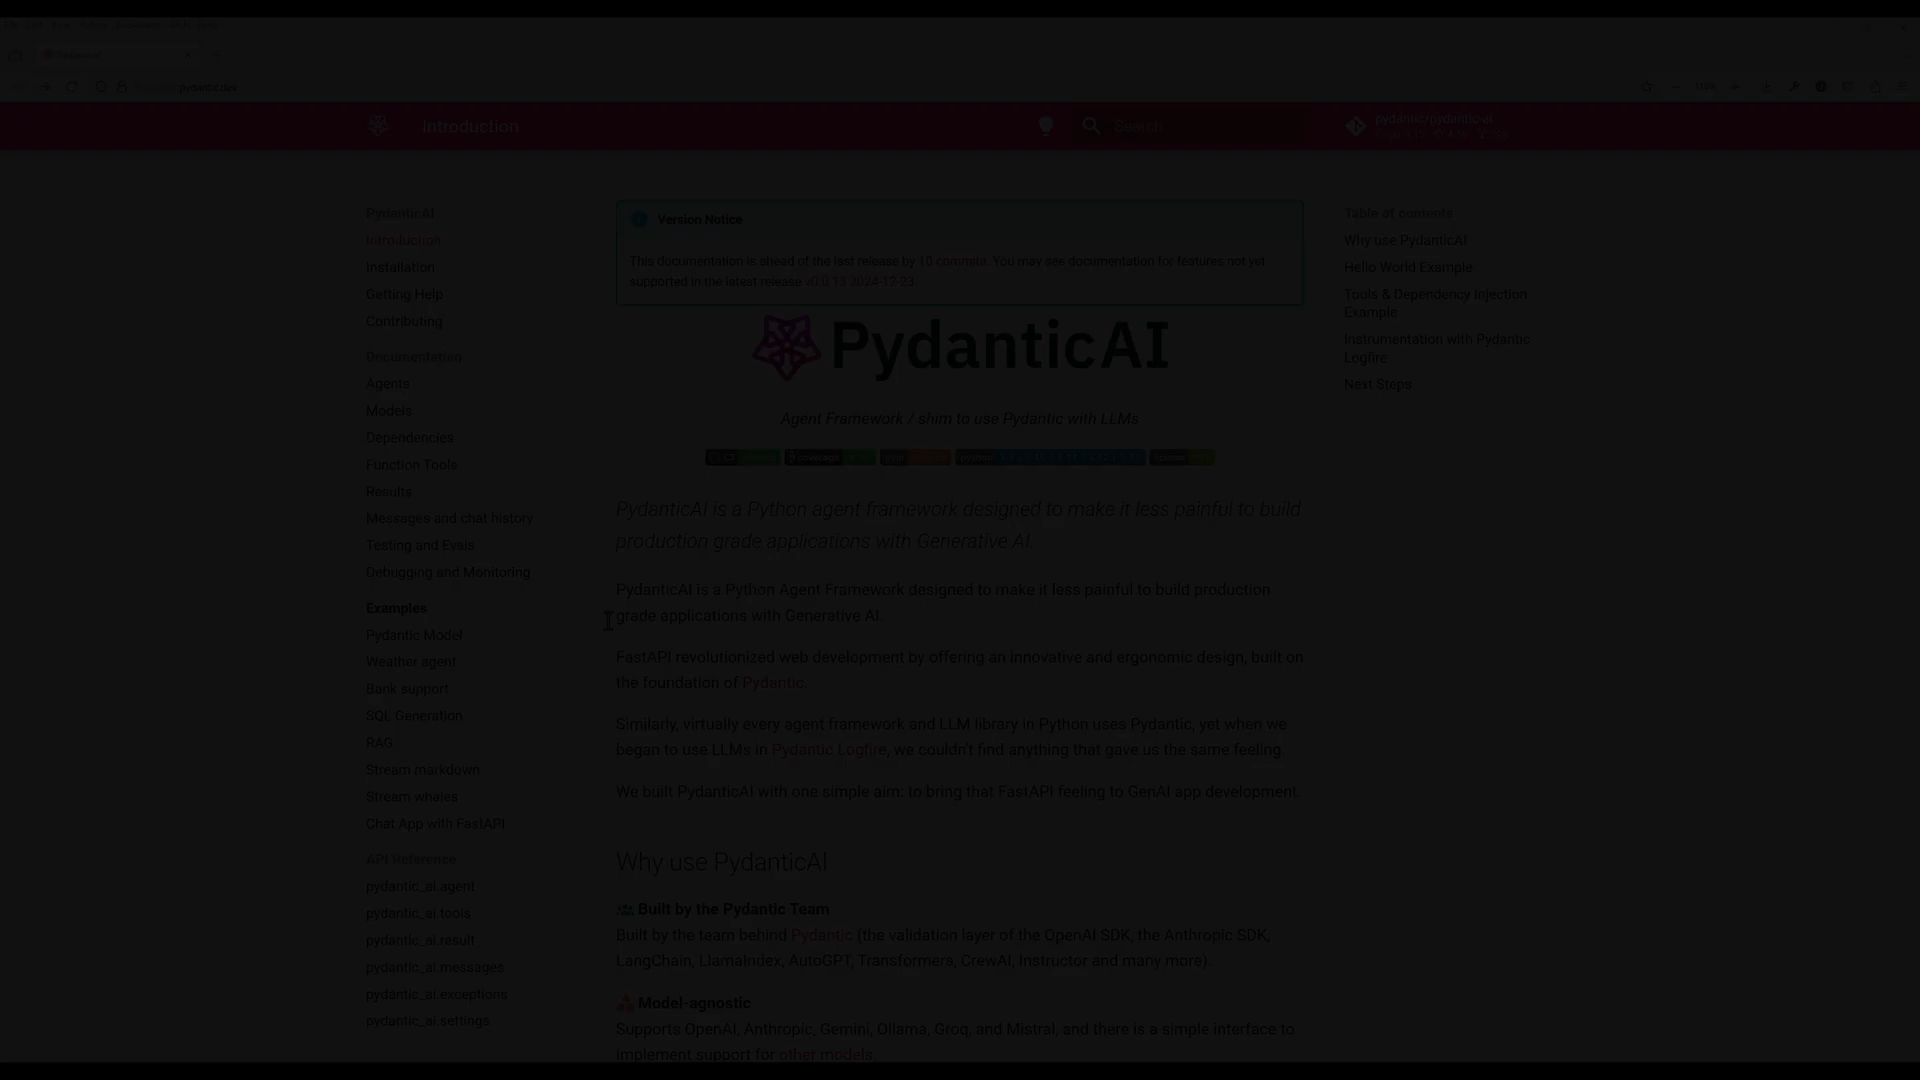 PydanticAI
pydantic.dev
Introduction
Search
pydantic/pydantic-ai
PydanticAI
Introduction
Installation
Getting Help
Contributing
Documentation
Agents
Models
Dependencies
Function Tools
Results
Messages and chat history
Testing and Evals
Debugging and Monitoring
Examples
Pydantic Model
Weather agent
Bank support
SQL Generation
RAG
Stream markdown
Stream whales
Chat App with FastAPI
API Reference
pydantic_ai.agent
pydantic_ai.tools
pydantic_ai.result
pydantic_ai.messages
pydantic_ai.exceptions
pydantic_ai.settings
Version Notice
This documentation is ahead of the last release by 10 commits. You may see documentation for features not yet
supported in the latest release v0.0.13 2024-12-23
PydanticAI
Agent Framework / shim to use Pydantic with LLMs
coverage
python
PydanticAI is a Python agent framework designed to make it less painful to build
production grade applications with Generative AI.
PydanticAI is a Python Agent Framework designed to make it less painful to build production
grade applications with Generative AI.
FastAPI revolutionized web development by offering an innovative and ergonomic design, built on
the foundation of Pydantic.
Similarly, virtually every agent framework and LLM library in Python uses Pydantic, yet when we
began to use LLMs in Pydantic Logfire, we couldn't find anything that gave us the same feeling.
We built PydanticAI with one simple aim: to bring that FastAPI feeling to GenAI app development.
Why use PydanticAI
Built by the Pydantic Team
Built by the team behind Pydantic (the validation layer of the OpenAI SDK, the Anthropic SDK,
LangChain, LlamaIndex, AutoGPT, Transformers, CrewAI, Instructor and many more)
Model-agnostic
Supports OpenAI, Anthropic, Gemini, Ollama, Groq, and Mistral, and there is a simple interface to
implement support for other models.
Table of contents
Why use PydanticAI
Hello World Example
Tools & Dependency Injection
Example
Instrumentation with Pydantic
Logfire
Next Steps